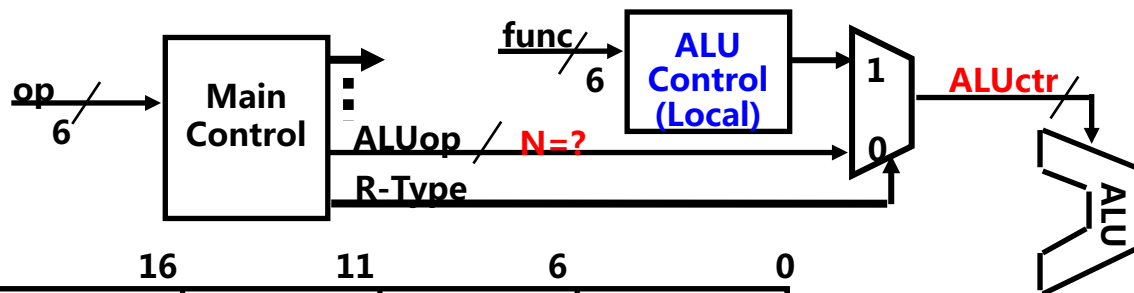 op
6
Main
Control
func
6
ALU
Control
(Local)
1
0
ALUctr
ALUop
N=?
R-Type
ALU
16 11 6 0